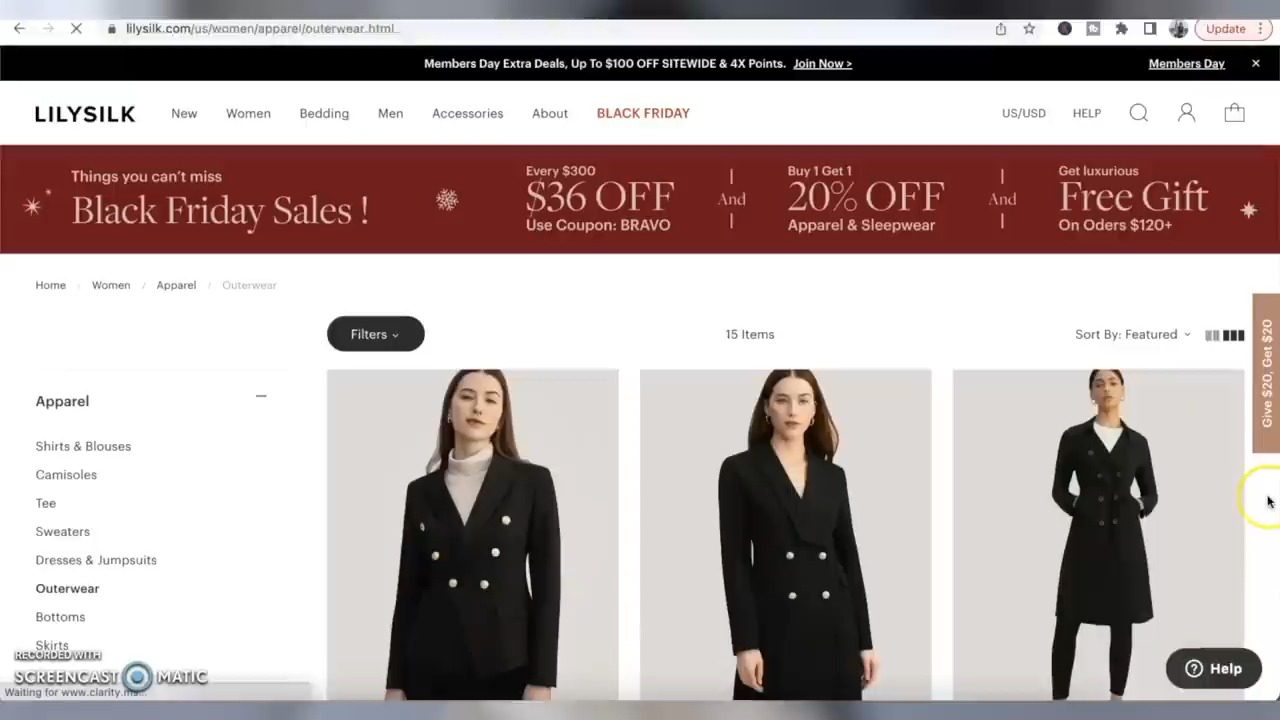 lilysilk.com/us/women/apparel/outerwear.html
Update
Members Day Extra Deals, Up To $100 OFF SITEWIDE & 4X Points. Join Now >
Members Day
LILYSILK New Women Bedding Men Accessories About BLACK FRIDAY US/USD HELP
Things you can't miss
Black Friday Sales !
Every $300
$36 OFF
Use Coupon: BRAVO
And
Buy 1 Get 1
20% OFF
Apparel & Sleepwear
And
Get luxurious
Free Gift
On Oders $120+
Home / Women / Apparel / Outerwear
Filters
15 Items
Sort By: Featured
Give $20, Get $20
Apparel
Shirts & Blouses
Camisoles
Tee
Sweaters
Dresses & Jumpsuits
Outerwear
Bottoms
Skirts
RECORDED WITH
SCREENCAST MATIC
Waiting for www.clarity.m...
Help